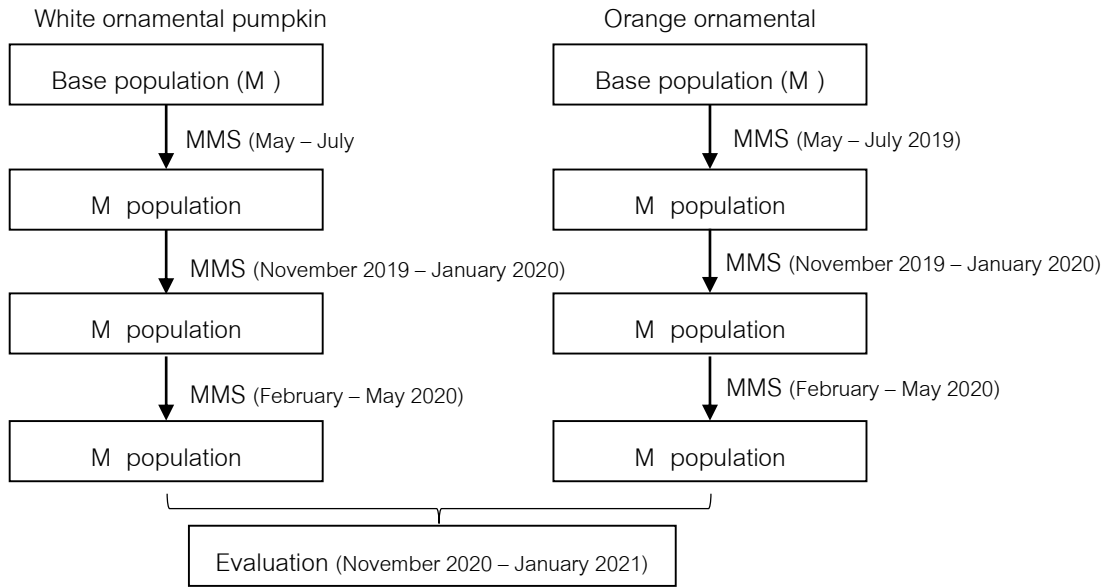 White ornamental pumpkin
Base population (M )
MMS (May – July
M population
MMS (November 2019 – January 2020)
M population
MMS (February – May 2020)
M population
Orange ornamental
Base population (M )
MMS (May – July 2019)
M population
MMS (November 2019 – January 2020)
M population
MMS (February – May 2020)
M population
Evaluation (November 2020 – January 2021)